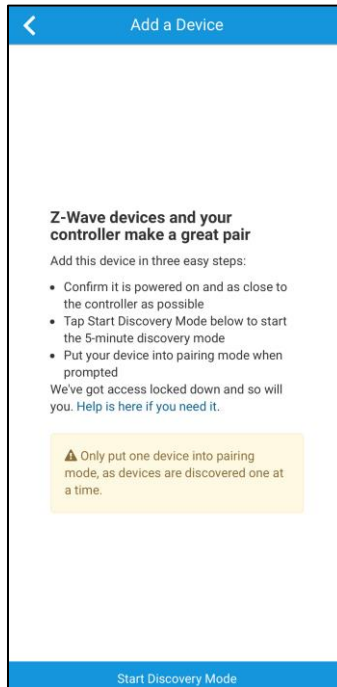 Add a Device
Z-Wave devices and your
controller make a great pair
Add this device in three easy steps:
• Confirm it is powered on and as close to
the controller as possible
• Tap Start Discovery Mode below to start
the 5-minute discovery mode
• Put your device into pairing mode when
prompted
We've got access locked down and so will
you. Help is here if you need it.
Only put one device into pairing
mode, as devices are discovered one at
a time.
Start Discovery Mode